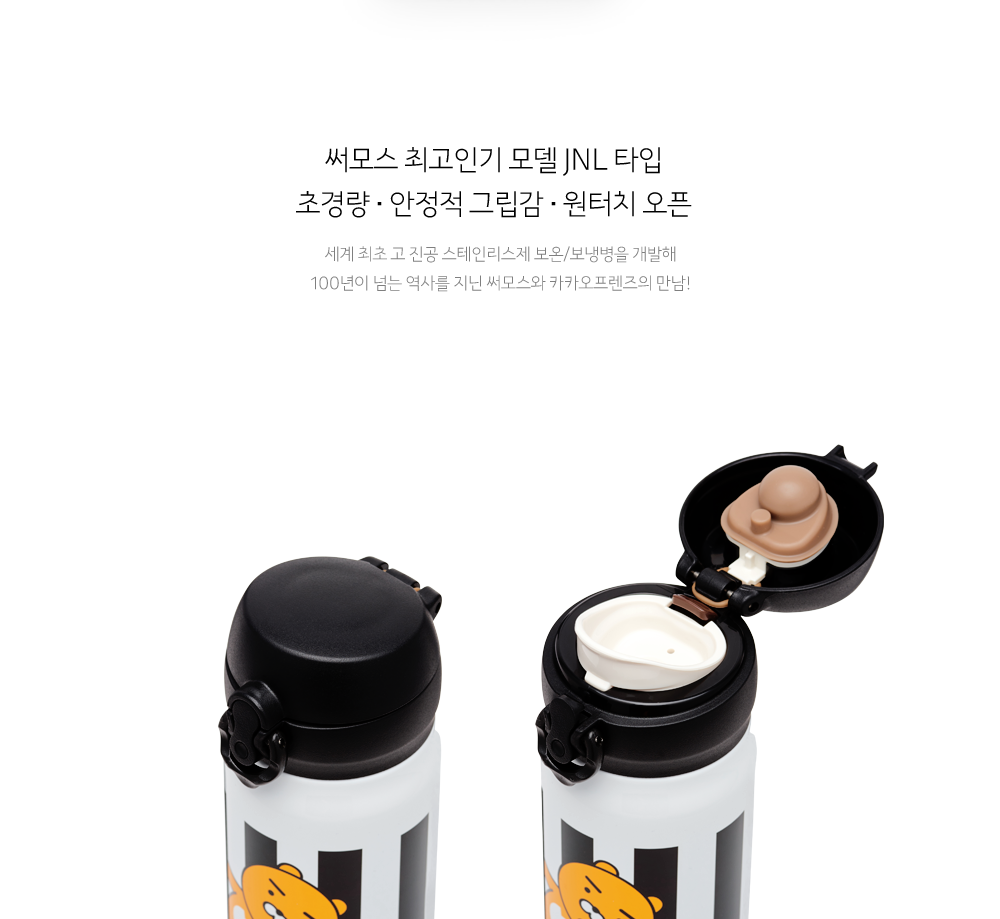 써모스 최고인기 모델 JNL 타입
초경량 · 안정적 그립감 · 원터치 오픈
세계 최초 고 진공 스테인리스제 보온/보냉병을 개발해
100년이 넘는 역사를 지닌 써모스와 카카오프렌즈의 만남!